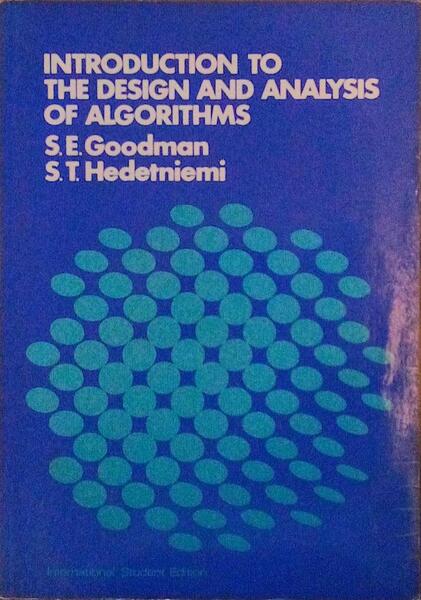 INTRODUCTION TO
THE DESIGN AND ANALYSIS
OF ALGORITHMS
S.E.Goodman
S.T.Hedetniemi
International Student Edition